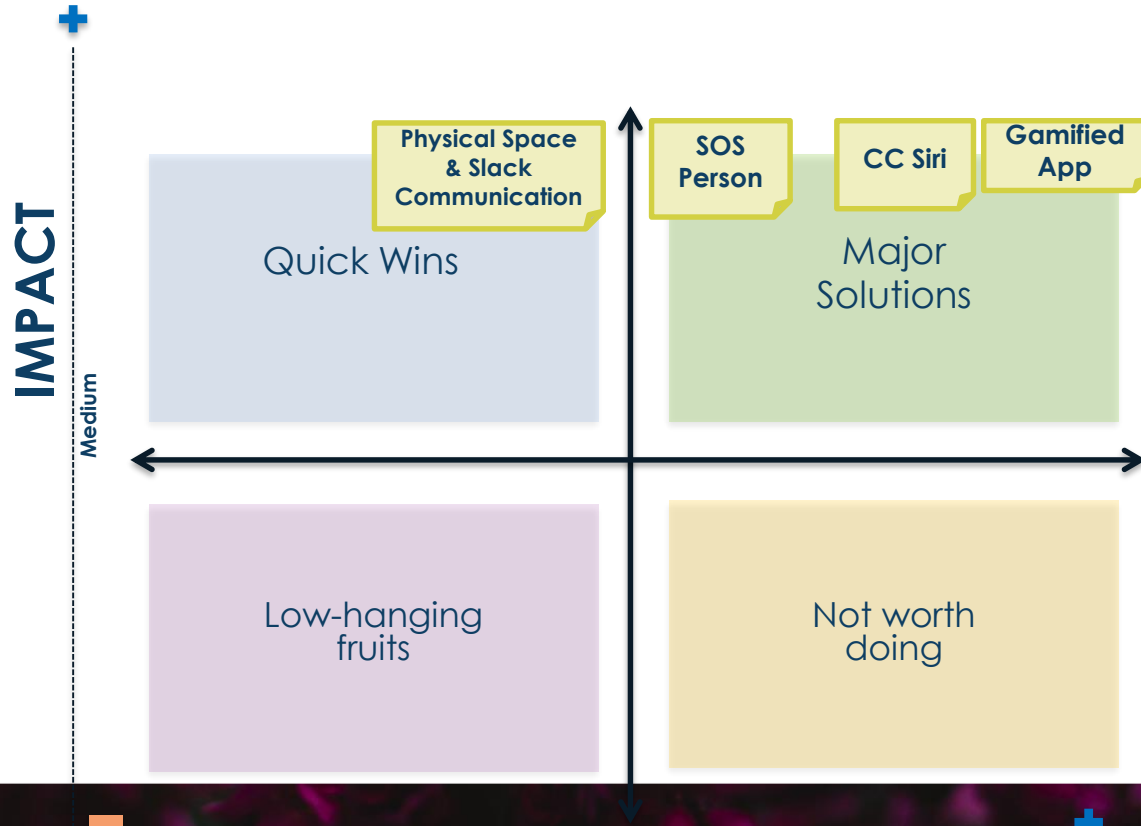 IMPACT
Medium
Physical Space
& Slack
Communication
SOS
Person
CC Siri
Gamified
App
Quick Wins
Major
Solutions
Low-hanging
fruits
Not worth
doing